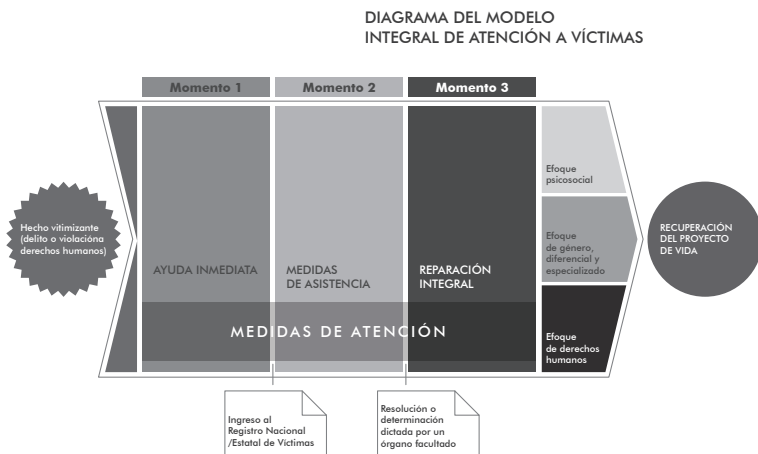 DIAGRAMA DEL MODELO
INTEGRAL DE ATENCIÓN A VÍCTIMAS
Momento 1
Momento 2
Momento 3
Hecho vitimizante
(delito o violacióna
derechos humanos)
AYUDA INMEDIATA
MEDIDAS
DE ASISTENCIA
REPARACIÓN
INTEGRAL
Efoque
psicosocial
Efoque
de género,
diferencial y
especializado
Efoque
de derechos
humanos
RECUPERACIÓN
DEL PROYECTO
DE VIDA
MEDIDAS DE ATENCIÓN
Ingreso al
Registro Nacional
/Estatal de Víctimas
Resolución o
determinación
dictada por un
órgano facultado